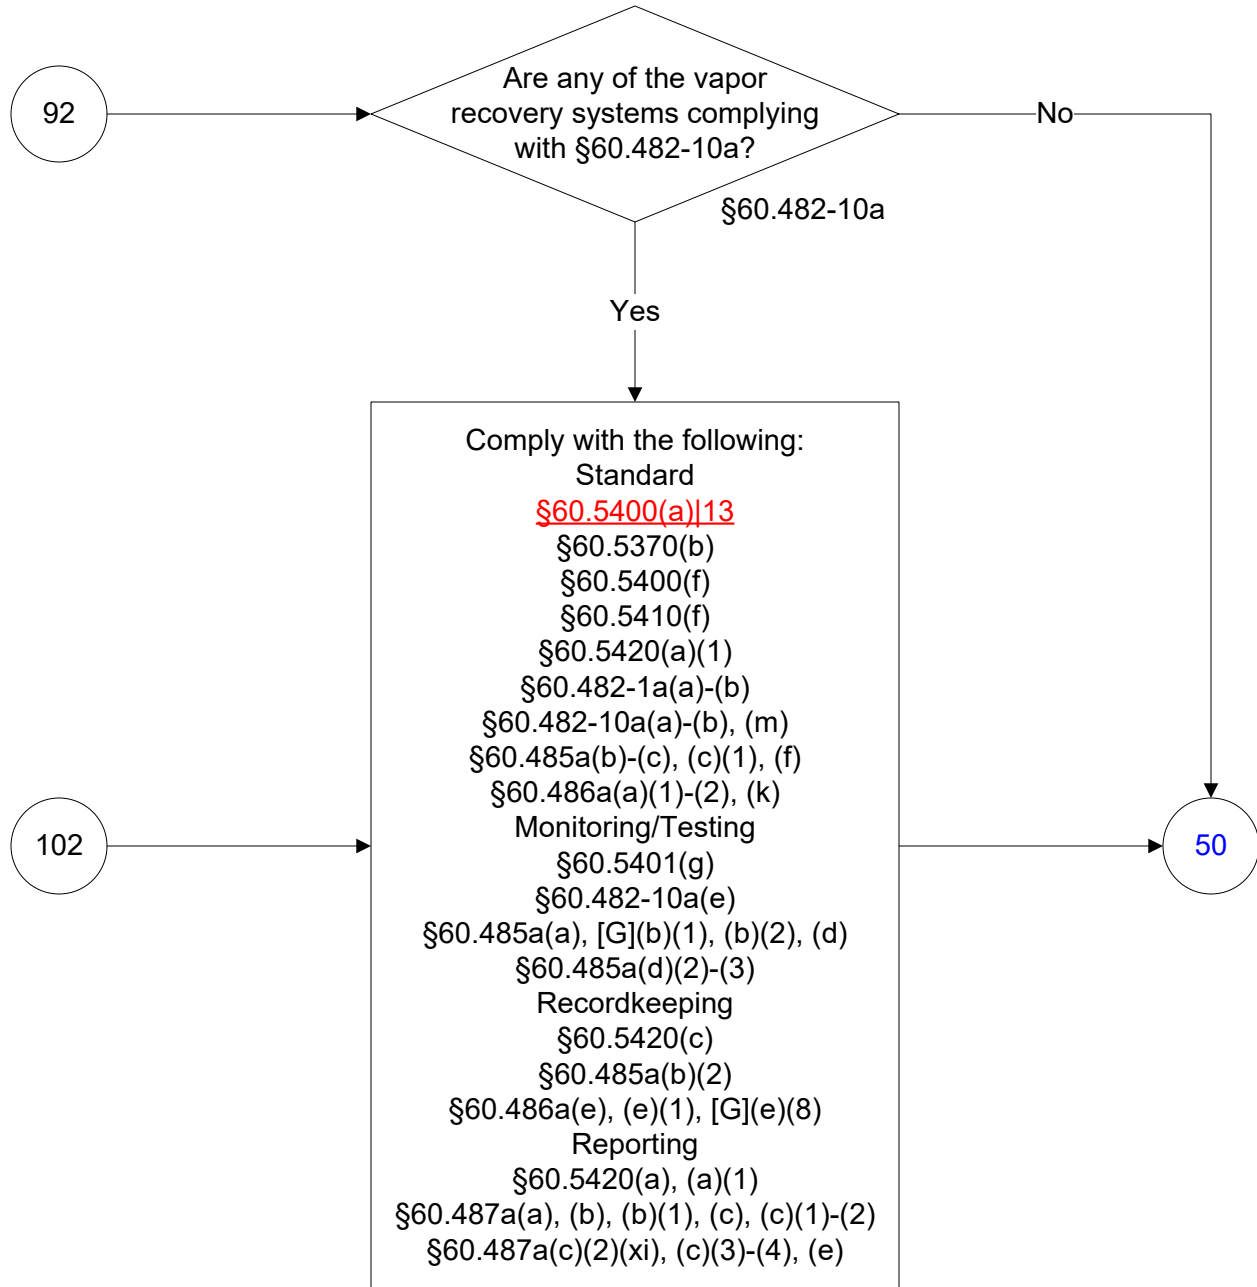 92
Are any of the vapor
recovery systems complying
with §60.482-10a?
No
§60.482-10a
Yes
Comply with the following:
Standard
§60.5400(a)|13
§60.5370(b)
§60.5400(f)
§60.5410(f)
§60.5420(a)(1)
§60.482-1a(a)-(b)
§60.482-10a(a)-(b), (m)
§60.485a(b)-(c), (c)(1), (f)
§60.486a(a)(1)-(2), (k)
Monitoring/Testing
§60.5401(g)
§60.482-10a(e)
§60.485a(a), [G](b)(1), (b)(2), (d)
§60.485a(d)(2)-(3)
Recordkeeping
§60.5420(c)
§60.485a(b)(2)
§60.486a(e), (e)(1), [G](e)(8)
Reporting
§60.5420(a), (a)(1)
§60.487a(a), (b), (b)(1), (c), (c)(1)-(2)
§60.487a(c)(2)(xi), (c)(3)-(4), (e)
102
50